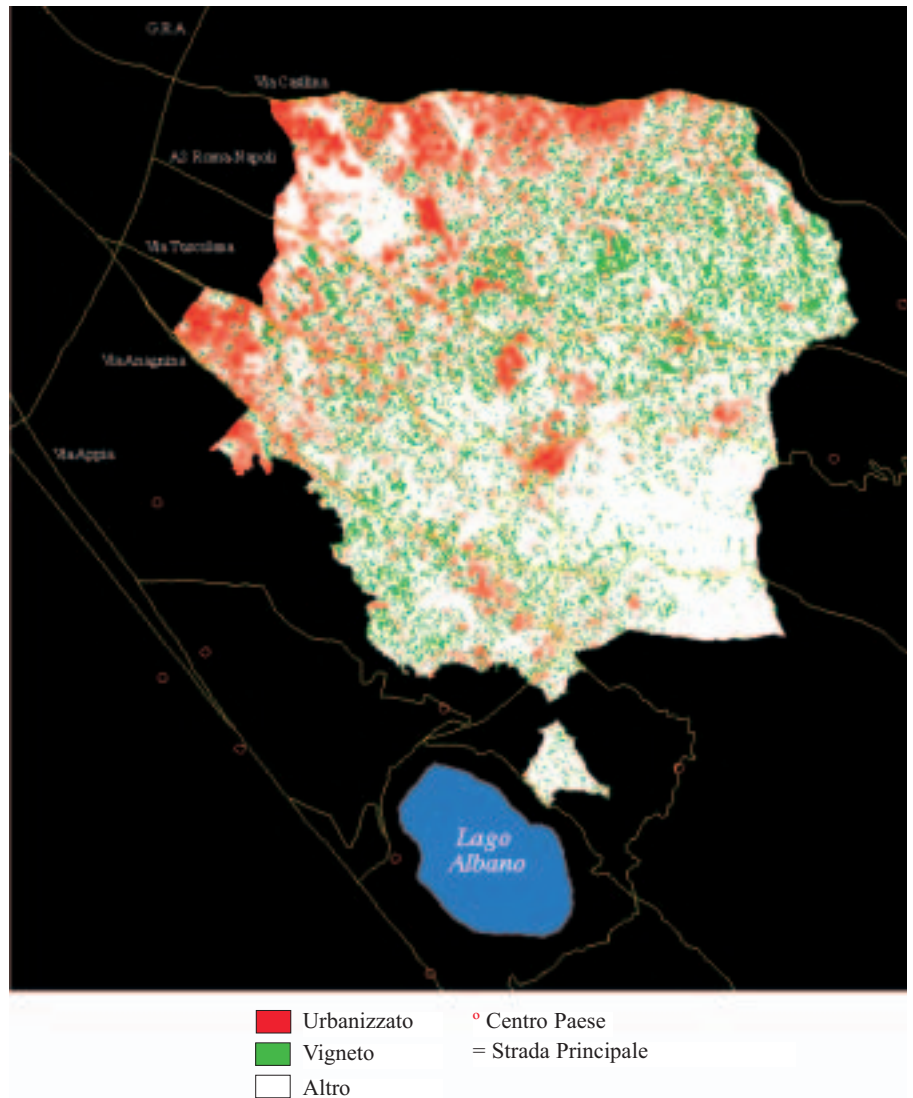 G.R.A.
Via Casilina
A2 Roma-Napoli
Via Tuscolana
Via Anagnina
Via Appia
Lago
Albano
Urbanizzato
Vigneto
Altro
° Centro Paese
= Strada Principale